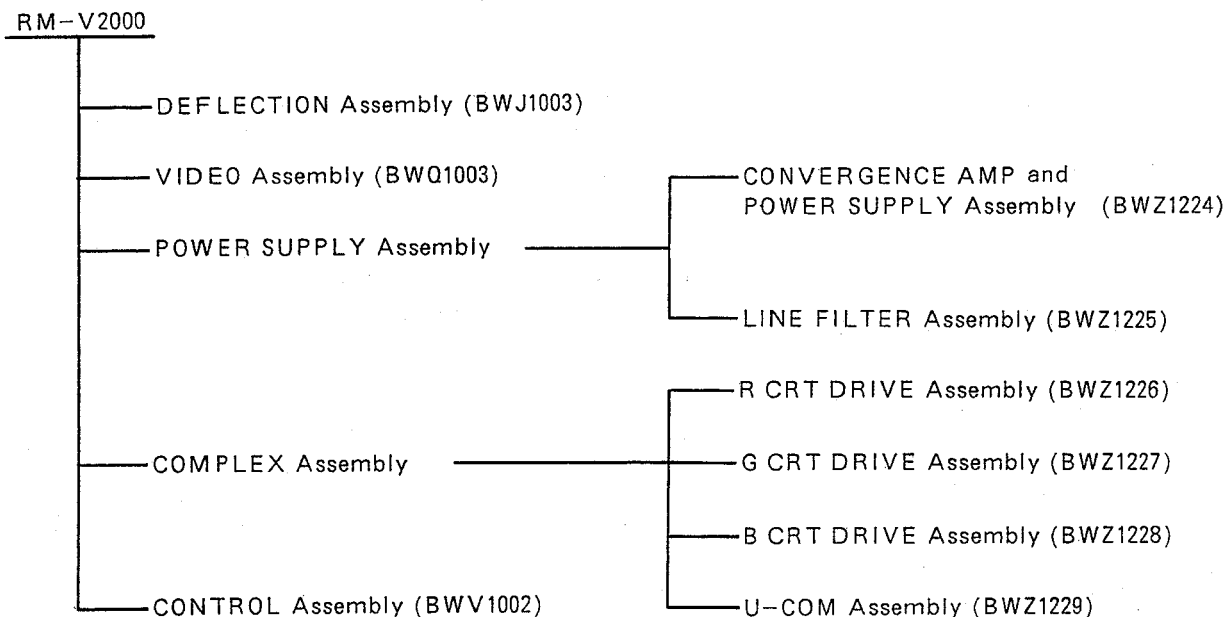 RM-V2000
DEFLECTION Assembly (BWJ1003)
VIDEO Assembly (BWQ1003)
POWER SUPPLY Assembly
CONVERGENCE AMP and
POWER SUPPLY Assembly (BWZ1224)
LINE FILTER Assembly (BWZ1225)
COMPLEX Assembly
R CRT DRIVE Assembly (BWZ1226)
G CRT DRIVE Assembly (BWZ1227)
B CRT DRIVE Assembly (BWZ1228)
U-COM Assembly (BWZ1229)
CONTROL Assembly (BWV1002)